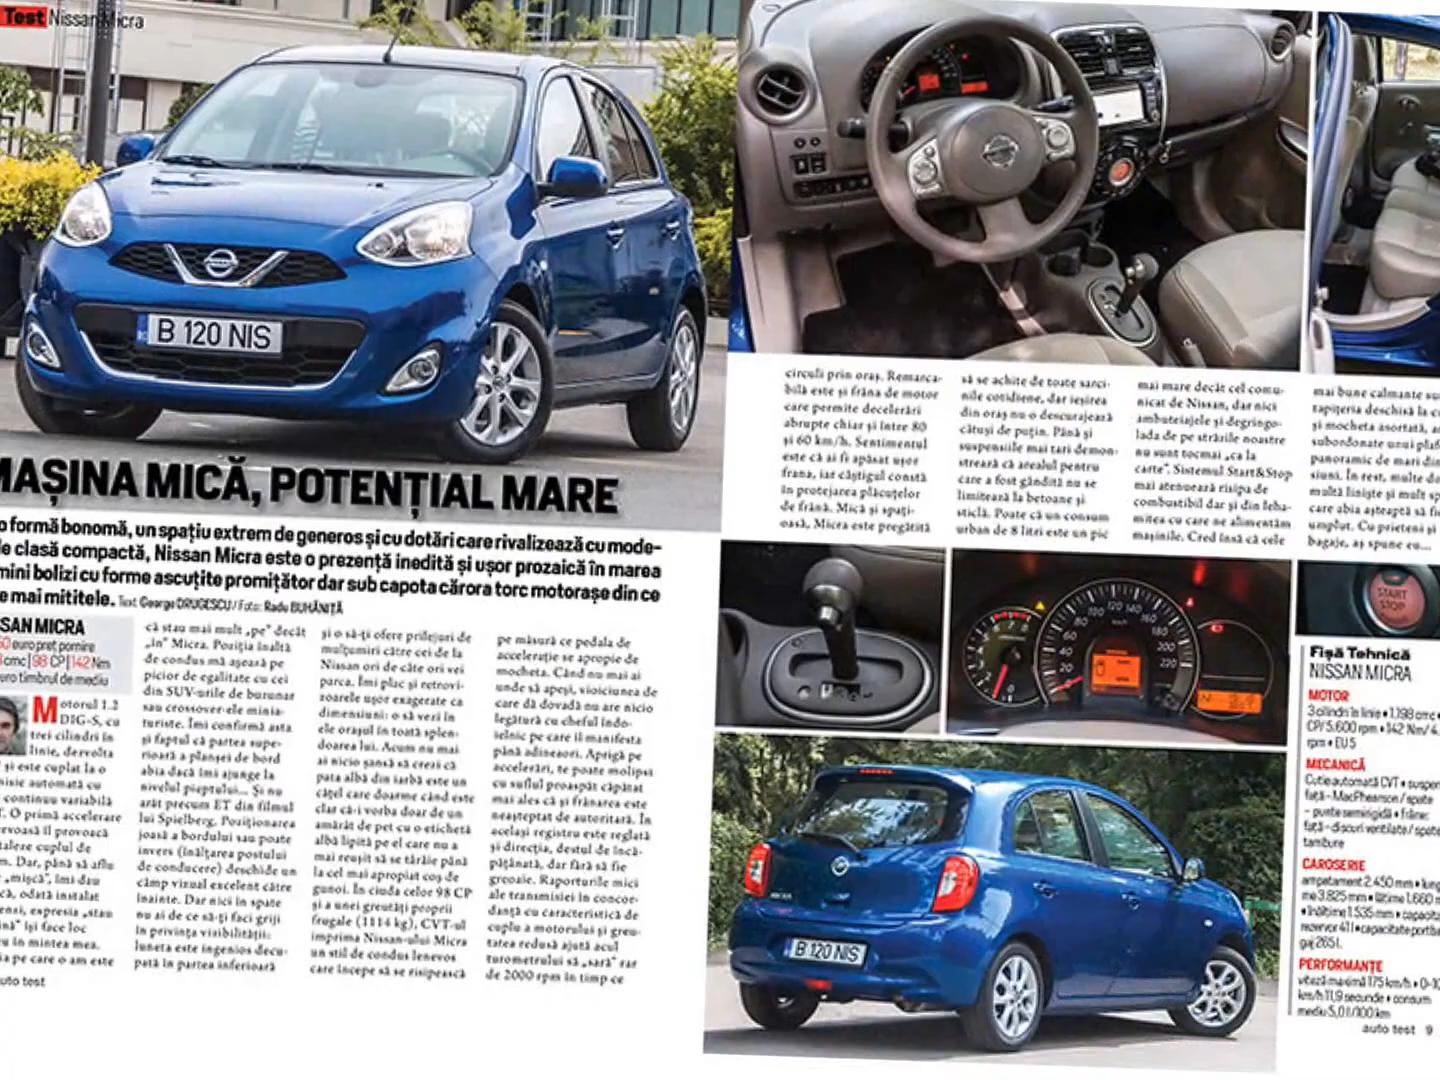 Test Nissan Micra
B 120 NIS
MAȘINA MICĂ, POTENȚIAL MARE
o formă bonomă, un spațiu extrem de generos și cu dotări care rivalizează cu mode-
de clasă compactă, Nissan Micra este o prezență inedită și ușor prozaică în marea
mini bolizi cu forme ascuțite promițător dar sub capota cărora torc motorașe din ce
e mai mititele. Text George DRUGESCU / Foto: Radu BUHĂNIȚĂ
SAN MICRA
euro preț pornire
cmc | 98 CP | 142 Nm
uro timbrul de mediu
Motorul 1.2
DIG-S, cu
trei cilindri în
linie, dezvoltă
și este cuplat la o
misie automată cu
continuu variabilă
T. O primă accelerare
evoasă îl provoacă
talere cuplul de
m. Dar, până să aflu
„mișcă”, îmi dau
că, odată instalat
ensi, expresia „stau
nă” își face loc
u în mintea mea.
ia pe care o am este
auto test
că stau mai mult „pe” decât
„în” Micra. Poziția înaltă
de condus mă așează pe
picior de egalitate cu cei
din SUV-urile de buzunar
sau crossover-ele minia-
turiste. Îmi confirmă asta
și faptul că partea supe-
rioară a planșei de bord
abia dacă îmi ajunge la
nivelul pieptului... Și nu
arăt precum ET din filmul
lui Spielberg. Poziționarea
joasă a bordului sau poate
invers (înălțarea postului
de conducere) deschide un
câmp vizual excelent către
înainte. Dar nici în spate
nu ai de ce să-ți faci griji
în privința vizibilității:
luneta este ingenios decu-
pată în partea inferioară
și o să-ți ofere prilejuri de
mulțumiri către cei de la
Nissan ori de câte ori vei
parca. Îmi plac și retrovi-
zoarele ușor exagerate ca
dimensiuni: o să vezi în
ele orașul în toată splen-
doarea lui. Acum nu mai
ai nicio șansă să crezi că
pata albă din iarbă este un
cățel care doarme când este
clar că-i vorba doar de un
amărât de pet cu o etichetă
albă lipită pe el care nu a
mai reușit să se târăie până
la cel mai apropiat coș de
gunoi. În ciuda celor 98 CP
și a unei greutăți proprii
frugale (1114 kg), CVT-ul
imprimă Nissan-ului Micra
un stil de condus lenevos
care începe să se risipească
pe măsură ce pedala de
accelerație se apropie de
mocheta. Când nu mai ai
unde să apeși, vioiciunea de
care dă dovadă nu are nicio
legătură cu cheful indo-
ielnic pe care îl manifesta
până adineaori. Aprigă pe
accelerări, te poate molipsi
cu suflul proaspăt căpătat
mai ales că și frânarea este
neașteptat de autoritară. În
același registru este reglată
și direcția, destul de încă-
pățânată, dar fără să fie
greoaie. Raporturile mici
ale transmisiei în concor-
danță cu caracteristică de
cuplu a motorului și greu-
tatea redusă ajută acul
turometrului să „sară” rar
de 2000 rpm în timp ce
circuli prin oraș. Remarca-
bilă este și frâna de motor
care permite decelerări
abrupte chiar și între 80
și 60 km/h. Sentimentul
este că ai fi apăsat ușor
frana, iar câștigul constă
în protejarea plăcuțelor
de frână. Mică și spați-
oasă, Micra este pregătită
să se achite de toate sarci-
nile cotidiene, dar ieșirea
din oraș nu o descurajează
câtuși de puțin. Până și
suspensiile mai tari demon-
strează că arealul pentru
care a fost gândită nu se
limitează la betoane și
sticlă. Poate că un consum
urban de 8 litri este un pic
mai mare decât cel comu-
nicat de Nissan, dar nici
ambuteiajele și degringo-
lada de pe străzile noastre
nu sunt tocmai „ca la
carte”. Sistemul Start&Stop
mai atenuează risipa de
combustibil dar și din leha-
mitea cu care ne alimentăm
mașinile. Cred însă că cele
mai bune calmante su
tapițeria deschisă la c
și mocheta asortată, a
subordonate unui plaf
panoramic de mari din
siuni. În rest, multe do
multă liniște și mult sp
care abia așteaptă să fi
umplut. Cu prieteni și
bagaje, aș spune eu...
START
STOP
Fișă Tehnică
NISSAN MICRA
MOTOR
3 cilindri în linie • 1.198 cmc •
CP/5.600 rpm • 142 Nm/4.
rpm • EU5
MECANICĂ
Cutie automată CVT • suspen
față - MacPhearson / spate
- punte semirigidă • frâne:
față - discuri ventilate / spate
tambure
CAROSERIE
ampatament 2.450 mm • lung
me 3.825 mm • lățime 1.660 m
• înălțime 1.535 mm • capacita
rezervor 41 l • capacitate portba
gaj 265 l.
PERFORMANȚE
viteză maximă 175 km/h • 0-10
km/h 11,9 secunde • consum
mediu 5,0 l/100 km
B 120 NIS
auto test 9